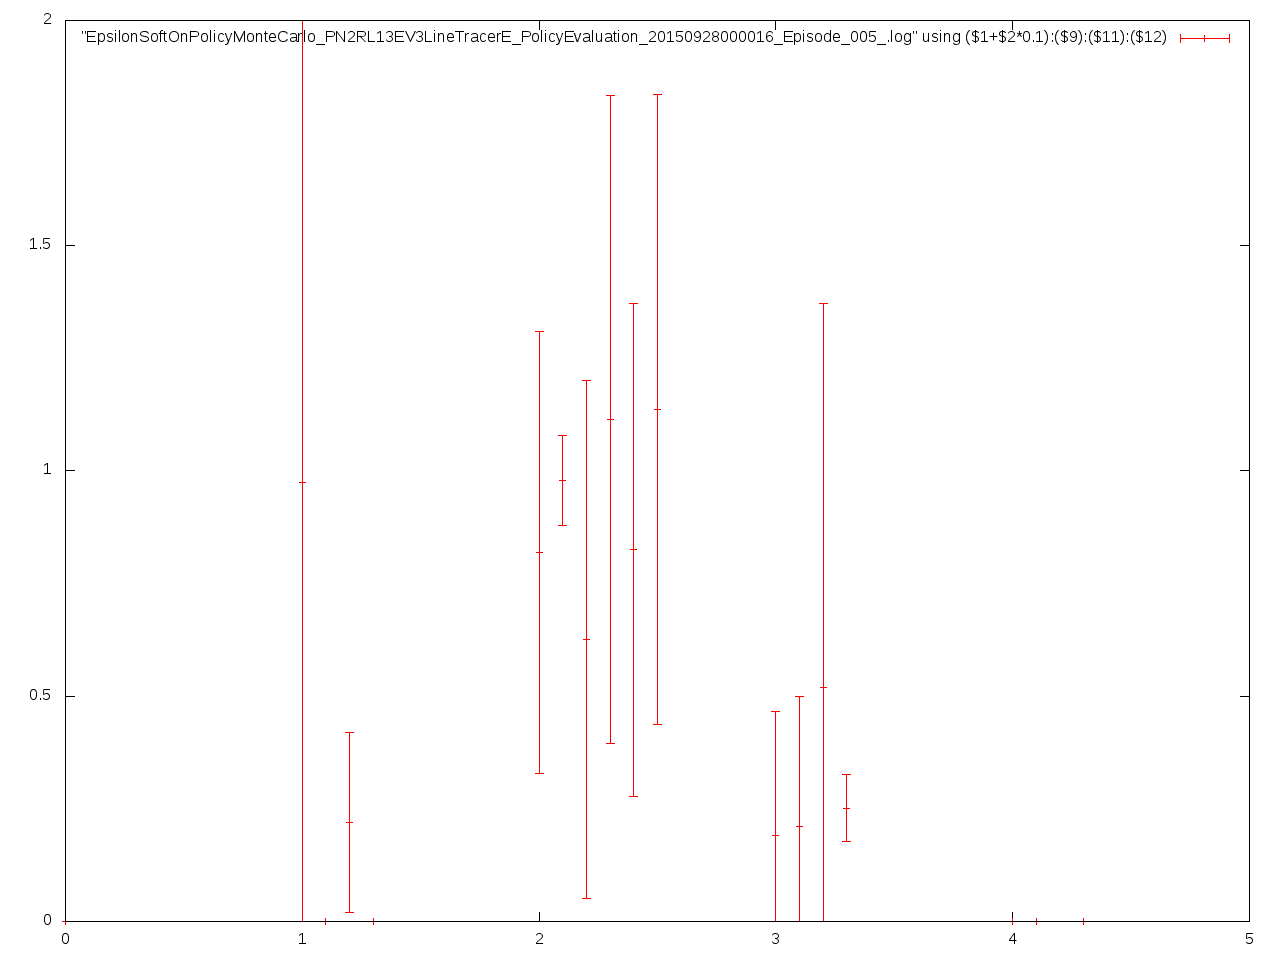 2
"EpsilonSoftOnPolicyMonteCarlo_PN2RL13EV3LineTracerE_PolicyEvaluation_20150928000016_Episode_005_.log" using ($1+$2*0.1):($9):($11):($12)
1.5
1
0.5
0
0 1 2 3 4 5